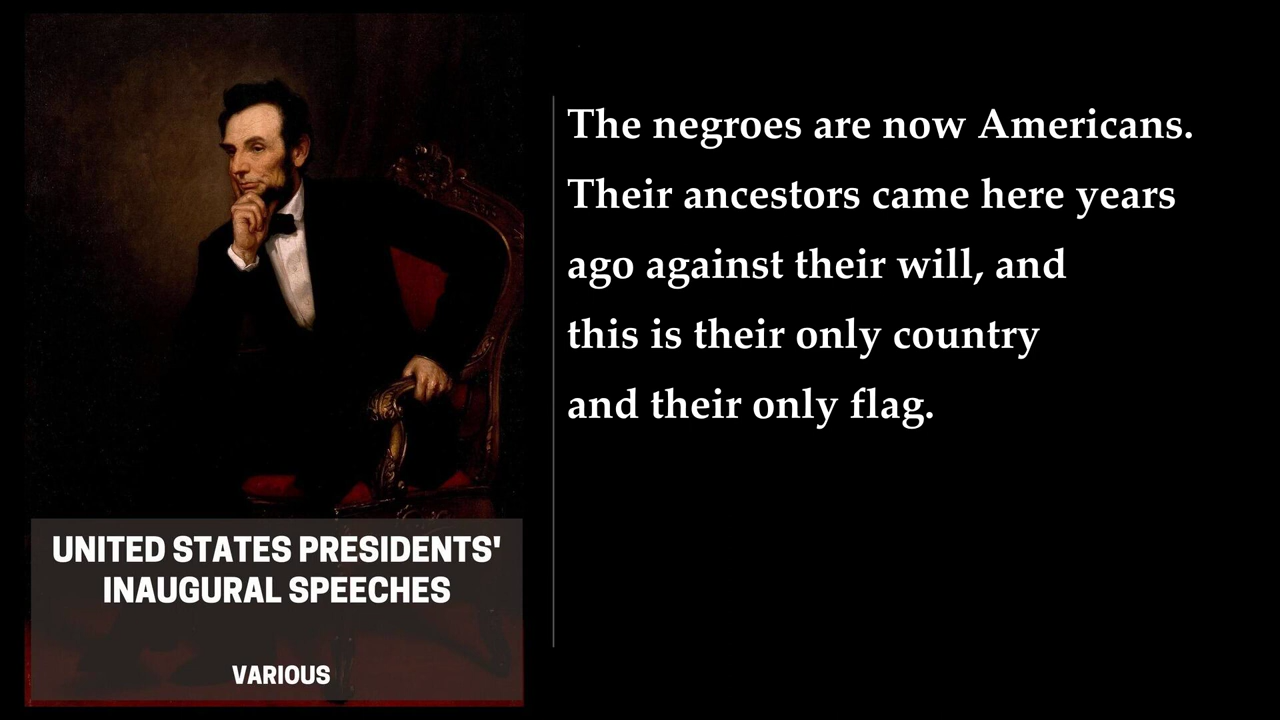 The negroes are now Americans.
Their ancestors came here years
ago against their will, and
this is their only country
and their only flag.
UNITED STATES PRESIDENTS'
INAUGURAL SPEECHES
VARIOUS